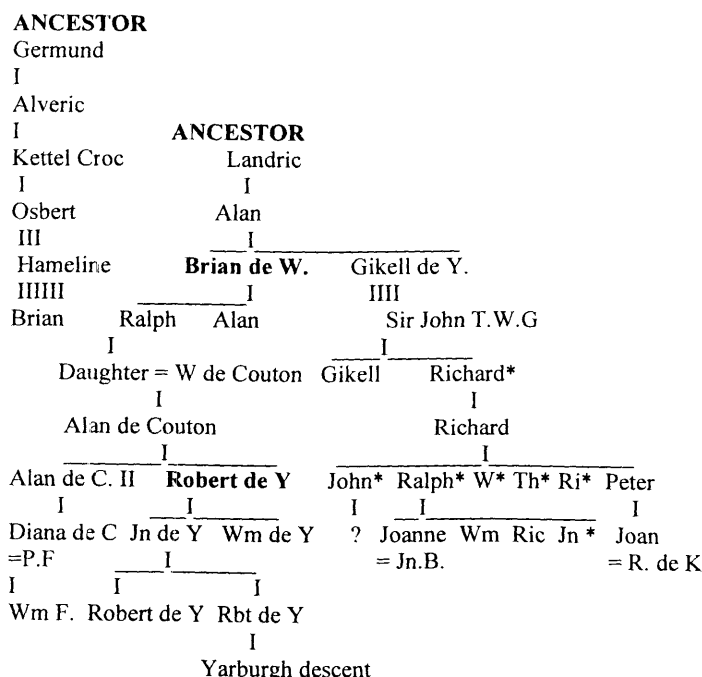 ANCESTOR
Germund
I
Alveric
I ANCESTOR
Kettel Croc Landric
I I
Osbert Alan
III I
Hameline Brian de W. Gikell de Y.
IIIIII I IIII
Brian Ralph Alan Sir John T.W.G
I I
Daughter = W de Couton Gikell Richard*
I I
Alan de Couton Richard
I I
Alan de C. II Robert de Y John* Ralph* W* Th* Ri* Peter
I I I I I
Diana de C Jn de Y Wm de Y ? Joanne Wm Ric Jn * Joan
=P.F I = Jn.B. = R. de K
I I I
Wm F. Robert de Y Rbt de Y
I
Yarburgh descent